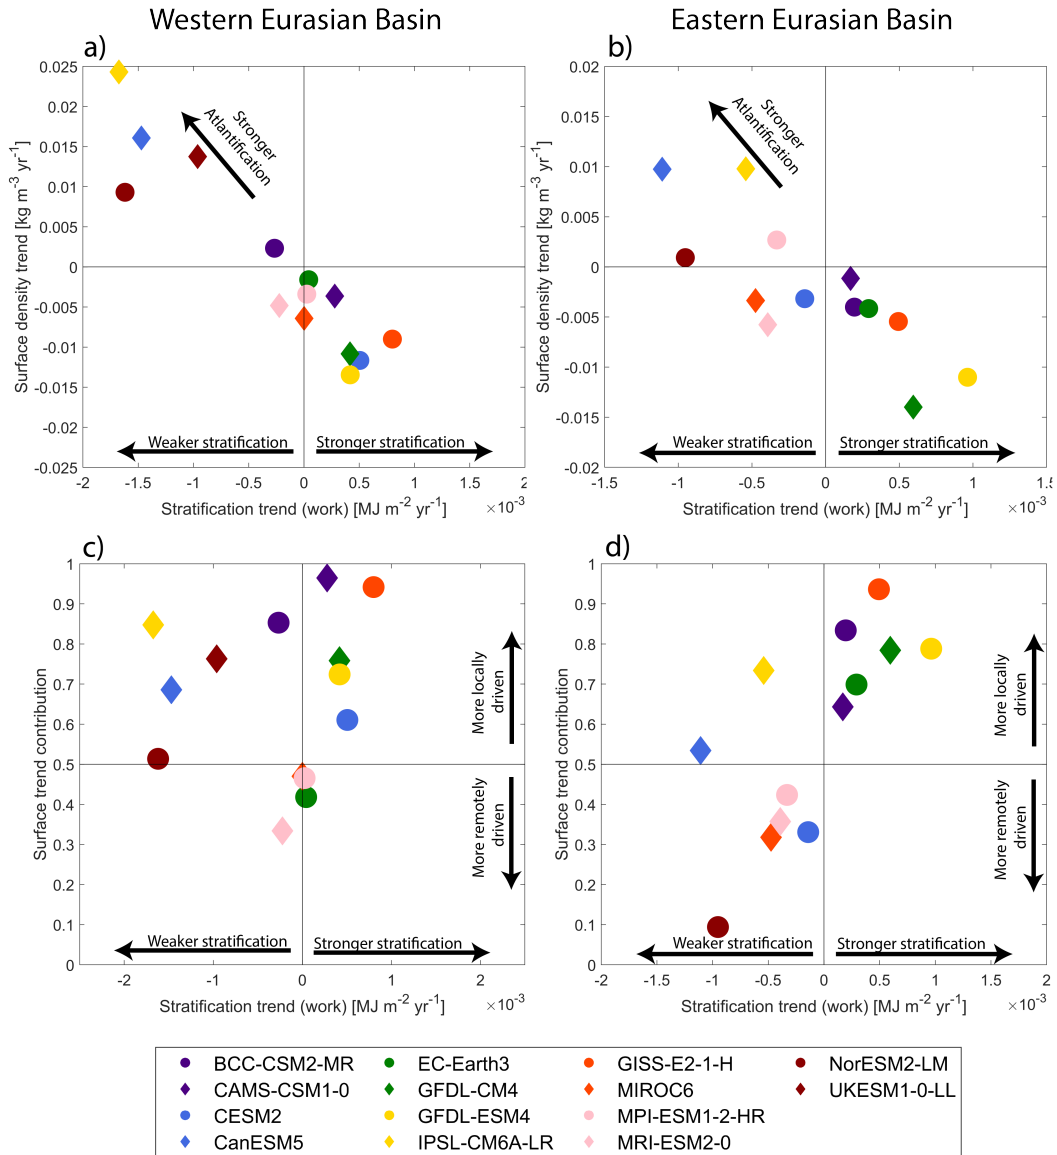 Western Eurasian Basin
Eastern Eurasian Basin
a)
0.025
0.02
0.015
0.01
0.005
0
-0.005
-0.01
-0.015
-0.02
-0.025
Surface density trend [kg m-3 yr-1]
Stronger
Atlantification
Weaker stratification
Stronger stratification
-2
-1.5
-1
-0.5
0
0.5
1
1.5
2
Stratification trend (work) [MJ m-2 yr-1]
×10-3
b)
0.02
0.015
0.01
0.005
0
-0.005
-0.01
-0.015
-0.02
Surface density trend [kg m-3 yr-1]
Stronger
Atlantification
Weaker stratification
Stronger stratification
-1.5
-1
-0.5
0
0.5
1
1.5
Stratification trend (work) [MJ m-2 yr-1]
×10-3
c)
1
0.9
0.8
0.7
0.6
0.5
0.4
0.3
0.2
0.1
0
Surface trend contribution
More locally
driven
More remotely
driven
Weaker stratification
Stronger stratification
-2
-1
0
1
2
Stratification trend (work) [MJ m-2 yr-1]
×10-3
d)
1
0.9
0.8
0.7
0.6
0.5
0.4
0.3
0.2
0.1
0
Surface trend contribution
More locally
driven
More remotely
driven
Weaker stratification
Stronger stratification
-2
-1.5
-1
-0.5
0
0.5
1
1.5
2
Stratification trend (work) [MJ m-2 yr-1]
×10-3
BCC-CSM2-MR
CAMS-CSM1-0
CESM2
CanESM5
EC-Earth3
GFDL-CM4
GFDL-ESM4
IPSL-CM6A-LR
GISS-E2-1-H
MIROC6
MPI-ESM1-2-HR
MRI-ESM2-0
NorESM2-LM
UKESM1-0-LL